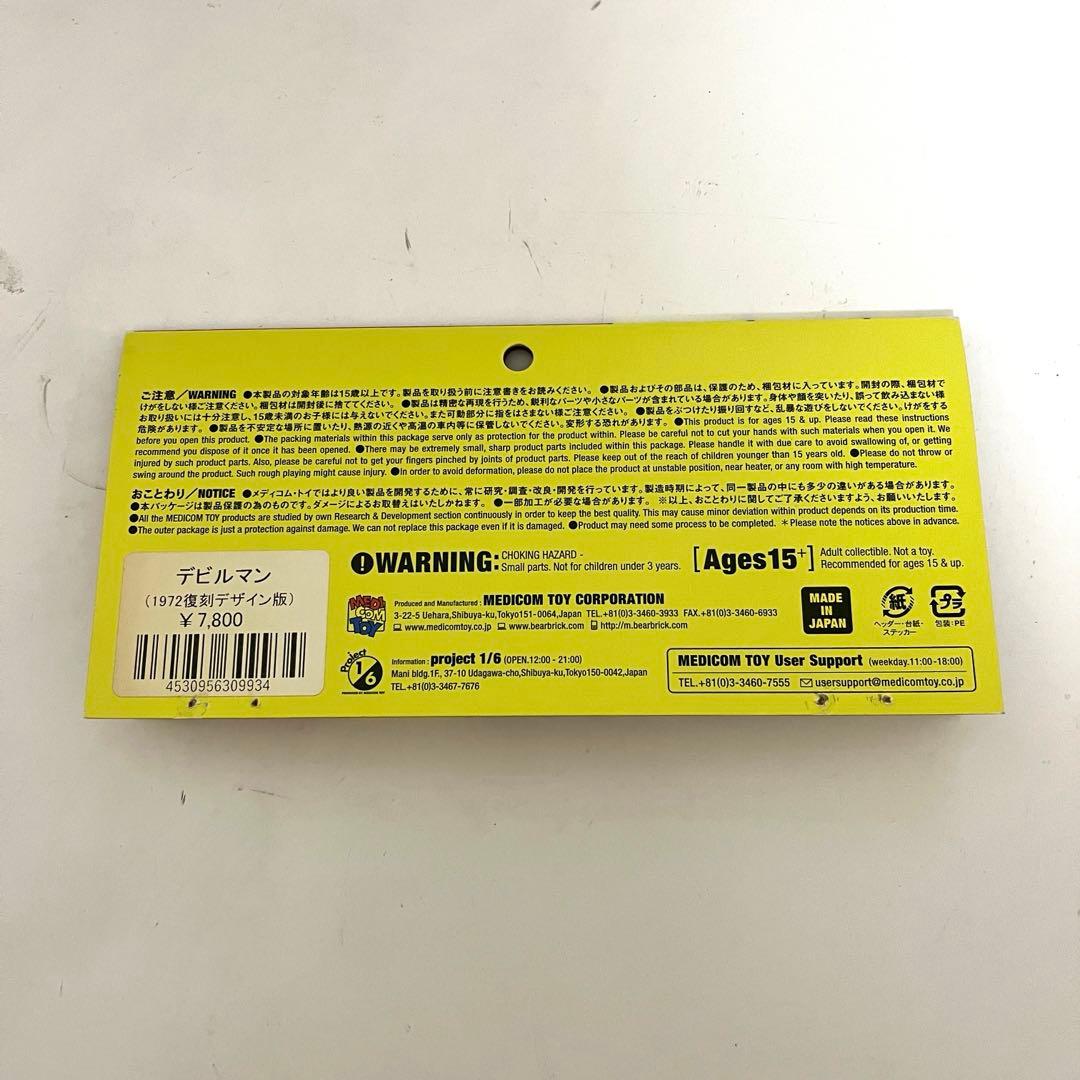 ご注意／WARNING ●本製品の対象年齢は15歳以上です。製品を取り扱う前に注意書きをお読みください。 ●製品およびその部品は、保護のため、梱包材に入っています。開封の際、梱包材で
けがをしない様ご注意ください。梱包材は開封後に捨ててください。 ●製品は精密な再現を行うため、鋭利なパーツや小さなパーツが含まれている場合があります。身体や顔を突いたり、誤って飲み込まない様
お取り扱いには十分注意し、15歳未満のお子様には与えないでください。また可動部分に指をはさまない様ご注意ください。 ●製品をぶつけたり振り回すなど、乱暴な遊びをしないでください。けがをする
危険があります。 ●製品を不安定な場所に置いたり、熱源の近くや高温の車内等に保管しないでください。変形する恐れがあります。 ●This product is for ages 15 & up. Please read these instructions
before you open this product. ●The packing materials within this package serve only as protection for the product within. Please be careful not to cut your hands with such materials when you open it. We
recommend you dispose of it once it has been opened. ●There may be extremely small, sharp product parts included within this package. Please handle it with due care to avoid swallowing of, or getting
injured by such product parts. Also, please be careful not to get your fingers pinched by joints of product parts. Please keep out of the reach of children younger than 15 years old. ●Please do not throw or
swing around the product. Such rough playing might cause injury. ●In order to avoid deformation, please do not place the product at unstable position, near heater, or any room with high temperature.
おことわり／NOTICE ●メディコム・トイではより良い製品を開発するために、常に研究・調査・改良・開発を行っています。製造時期によって、同一製品の中にも多少の違いがある場合があります。
●本パッケージは製品保護の為のものです。ダメージによるお取替えはいたしかねます。 ●一部加工が必要な場合があります。 ※以上、おことわりに関してご了承くださいますよう、お願いいたします。
●All the MEDICOM TOY products are studied by own Research & Development section continuously in order to keep the best quality. This may cause minor deviation within product depends on its production time.
●The outer package is just a protection against damage. We can not replace this package even if it is damaged. ●Product may need some process to be completed. ＊Please note the notices above in advance.
デビルマン
(1972復刻デザイン版)
￥7,800
4530956309934
WARNING: CHOKING HAZARD -
Small parts. Not for children under 3 years.
[Ages15+] Adult collectible. Not a toy.
Recommended for ages 15 & up.
MEDI
COM
TOY
Produced and Manufactured : MEDICOM TOY CORPORATION
3-22-5 Uehara,Shibuya-ku,Tokyo151-0064,Japan TEL.+81(0)3-3460-3933 FAX.+81(0)3-3460-6933
www.medicomtoy.co.jp www.bearbrick.com http://m.bearbrick.com
MADE
IN
JAPAN
紙
ヘッダー・台紙・
ステッカー
プラ
包装:PE
Project
1/6
PRODUCED BY MEDICOM TOY
Information : project 1/6 (OPEN.12:00 - 21:00)
Mani bldg.1F., 37-10 Udagawa-cho,Shibuya-ku,Tokyo150-0042,Japan
TEL.+81(0)3-3467-7676
MEDICOM TOY User Support (weekday.11:00-18:00)
TEL.+81(0)3-3460-7555 usersupport@medicomtoy.co.jp